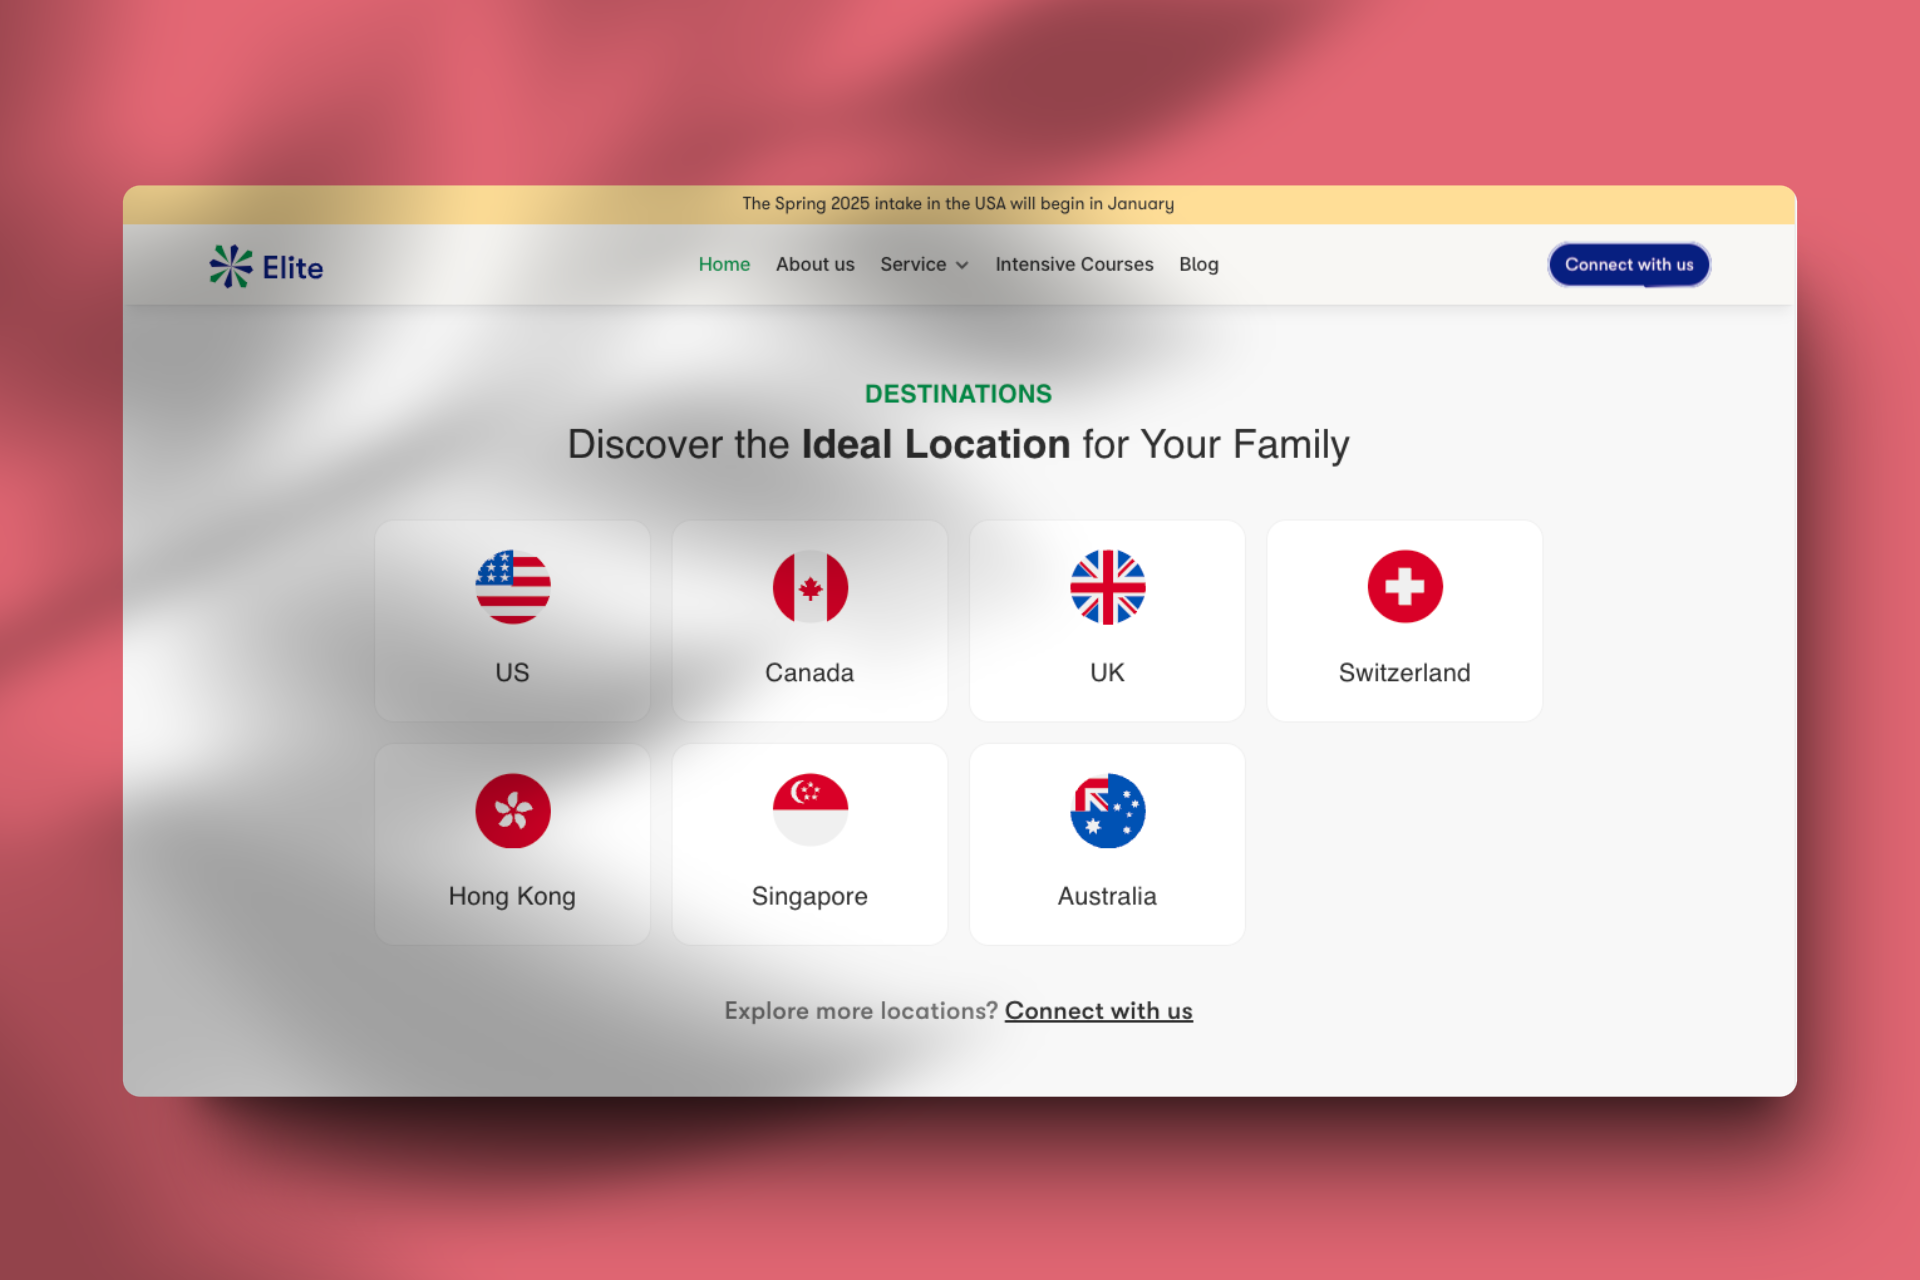 The Spring 2025 intake in the USA will begin in January
Elite
Home About us Service Intensive Courses Blog
Connect with us
DESTINATIONS
Discover the Ideal Location for Your Family
US
Canada
UK
Switzerland
Hong Kong
Singapore
Australia
Explore more locations? Connect with us